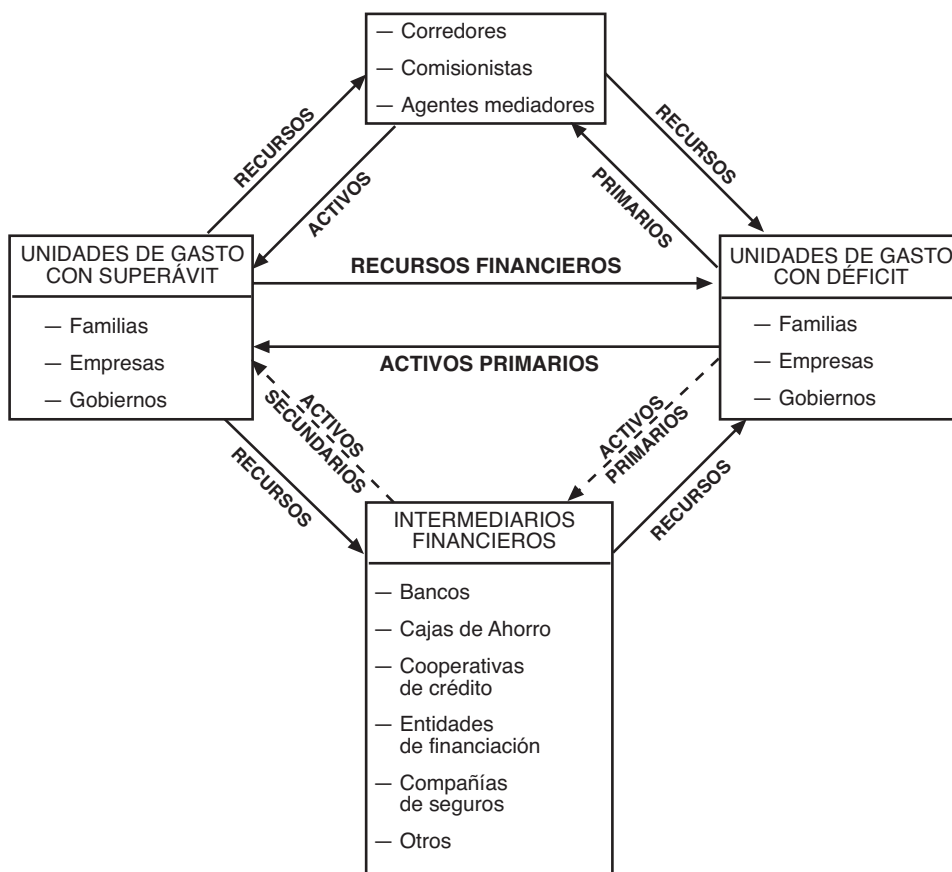 — Corredores
— Comisionistas
— Agentes mediadores
RECURSOS
ACTIVOS
PRIMARIOS
RECURSOS
UNIDADES DE GASTO
CON SUPERÁVIT
— Familias
— Empresas
— Gobiernos
RECURSOS FINANCIEROS
ACTIVOS PRIMARIOS
UNIDADES DE GASTO
CON DÉFICIT
— Familias
— Empresas
— Gobiernos
ACTIVOS
SECUNDARIOS
RECURSOS
ACTIVOS
PRIMARIOS
RECURSOS
INTERMEDIARIOS
FINANCIEROS
— Bancos
— Cajas de Ahorro
— Cooperativas
de crédito
— Entidades
de financiación
— Compañías
de seguros
— Otros